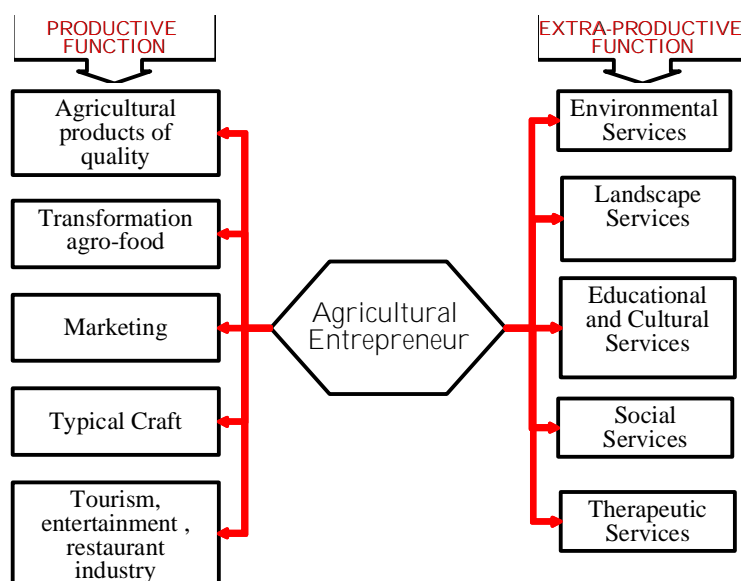 PRODUCTIVE
FUNCTION
Agricultural
products of
quality
Transformation
agro-food
Marketing
Typical Craft
Tourism,
entertainment ,
restaurant
industry
Agricultural
Entrepreneur
EXTRA-PRODUCTIVE
FUNCTION
Environmental
Services
Landscape
Services
Educational
and Cultural
Services
Social
Services
Therapeutic
Services